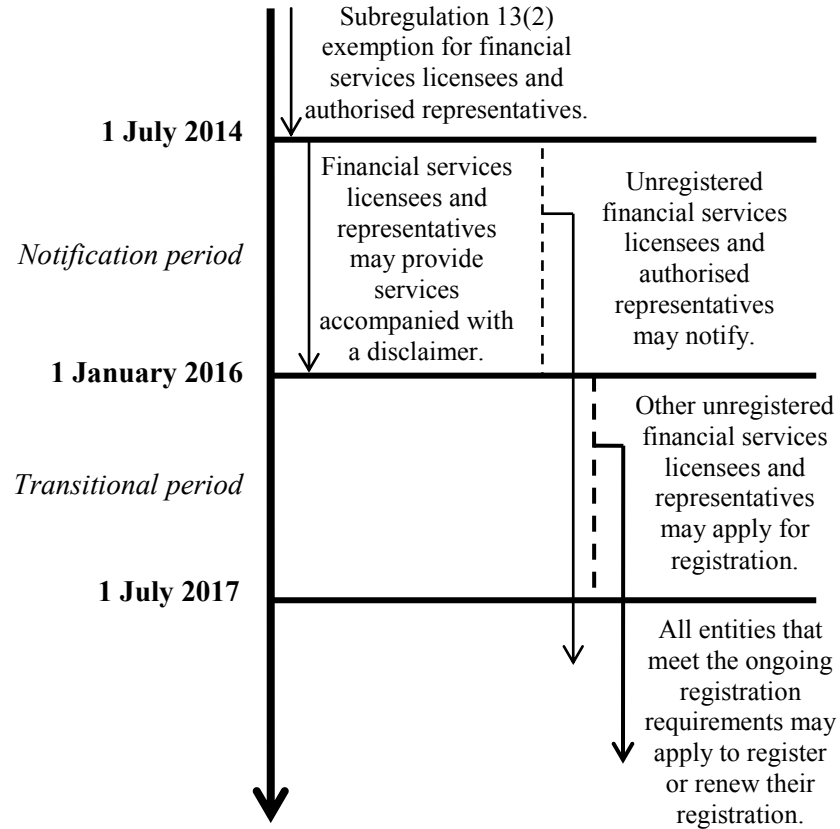 Subregulation 13(2)
exemption for financial
services licensees and
authorised representatives.
1 July 2014
Financial services
licensees and
representatives
may provide
services
accompanied with
a disclaimer.
Unregistered
financial services
licensees and
authorised
representatives
may notify.
Notification period
1 January 2016
Other unregistered
financial services
licensees and
representatives
may apply for
registration.
Transitional period
1 July 2017
All entities that
meet the ongoing
registration
requirements may
apply to register
or renew their
registration.